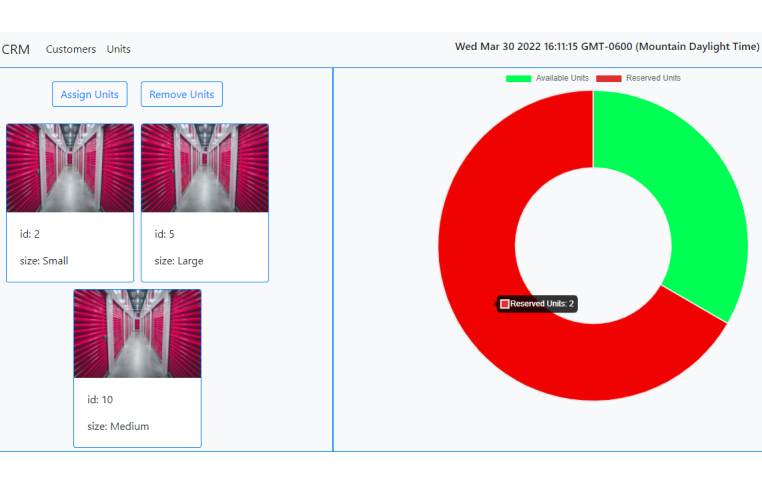 CRM Customers Units
Wed Mar 30 2022 16:11:15 GMT-0600 (Mountain Daylight Time)
Assign Units Remove Units
id: 2
size: Small
id: 5
size: Large
id: 10
size: Medium
Available Units Reserved Units
Reserved Units: 2